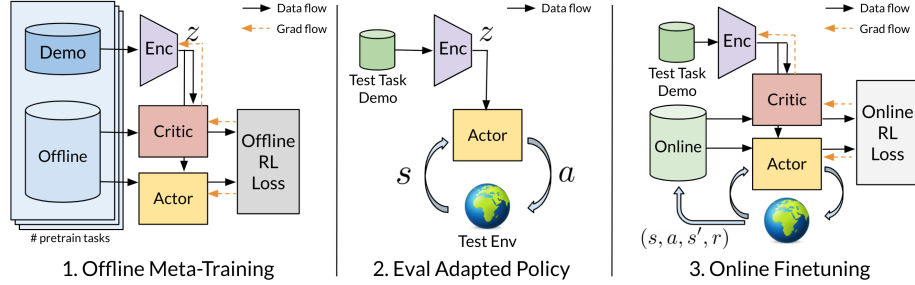 Data flow
Grad flow
Demo
Enc
z
Offline
Critic
Actor
Offline
RL
Loss
# pretrain tasks
1. Offline Meta-Training
Data flow
Enc
z
Test Task
Demo
Actor
s
a
Test Env
2. Eval Adapted Policy
Data flow
Grad flow
Enc
z
Test Task
Demo
Critic
Online
Actor
Online
RL
Loss
(s, a, s′, r)
3. Online Finetuning